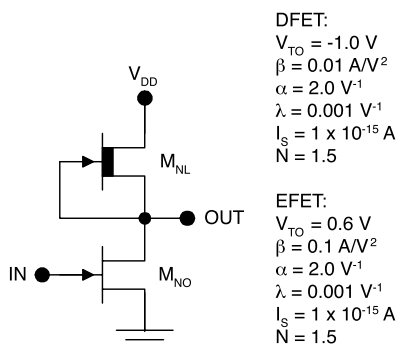 DFET:
V_TO = -1.0 V
β = 0.01 A/V²
α = 2.0 V⁻¹
λ = 0.001 V⁻¹
I_S = 1 x 10⁻¹⁵ A
N = 1.5
V_DD
M_NL
OUT
EFET:
V_TO = 0.6 V
β = 0.1 A/V²
α = 2.0 V⁻¹
λ = 0.001 V⁻¹
I_S = 1 x 10⁻¹⁵ A
N = 1.5
IN
M_NO